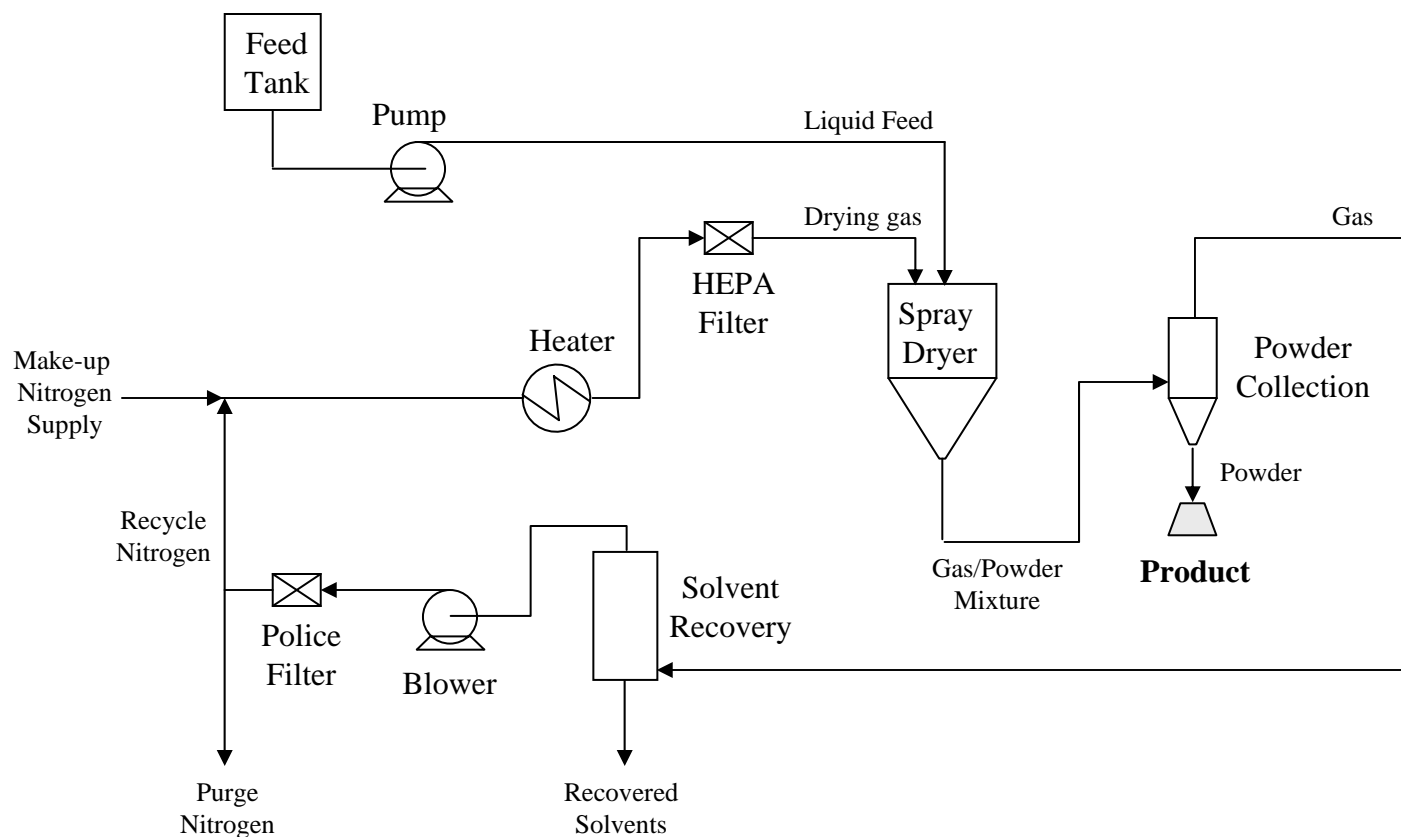 Feed
Tank
Pump
Liquid Feed
Drying gas
Gas
HEPA
Filter
Spray
Dryer
Heater
Powder
Collection
Make-up
Nitrogen
Supply
Powder
Product
Recycle
Nitrogen
Gas/Powder
Mixture
Solvent
Recovery
Police
Filter
Blower
Purge
Nitrogen
Recovered
Solvents